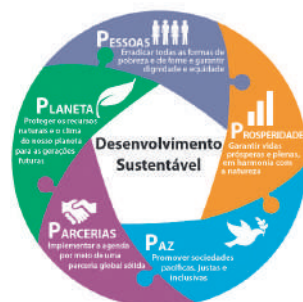 PESSOAS
Erradicar todas as formas de
pobreza e de fome e garantir
dignidade e equidade
PLANETA
Proteger os recursos
naturais e o clima
do nosso planeta
para as gerações
futuras
Desenvolvimento
Sustentável
PROSPERIDADE
Garantir vidas
prósperas e plenas,
em harmonia com
a natureza
PARCERIAS
Implementar a agenda
por meio de uma
parceria global sólida
PAZ
Promover sociedades
pacíficas, justas e
inclusivas